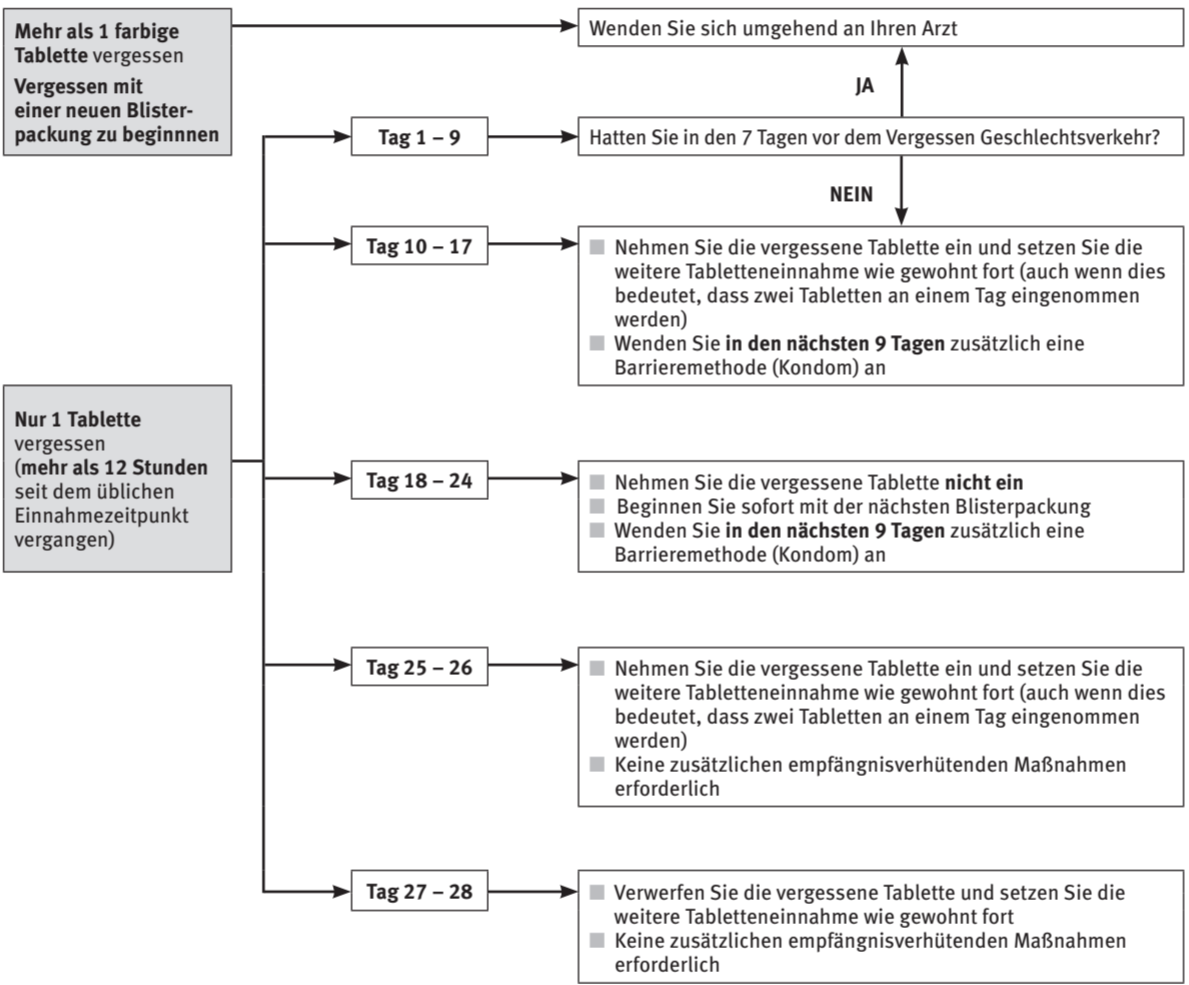 Mehr als 1 farbige
Tablette vergessen
Vergessen mit
einer neuen Blister-
packung zu beginnnen
Wenden Sie sich umgehend an Ihren Arzt
JA
Tag 1 – 9
Hatten Sie in den 7 Tagen vor dem Vergessen Geschlechtsverkehr?
NEIN
Tag 10 – 17
■ Nehmen Sie die vergessene Tablette ein und setzen Sie die
weitere Tabletteneinnahme wie gewohnt fort (auch wenn dies
bedeutet, dass zwei Tabletten an einem Tag eingenommen
werden)
■ Wenden Sie in den nächsten 9 Tagen zusätzlich eine
Barrieremethode (Kondom) an
Nur 1 Tablette
vergessen
(mehr als 12 Stunden
seit dem üblichen
Einnahmezeitpunkt
vergangen)
Tag 18 – 24
■ Nehmen Sie die vergessene Tablette nicht ein
■ Beginnen Sie sofort mit der nächsten Blisterpackung
■ Wenden Sie in den nächsten 9 Tagen zusätzlich eine
Barrieremethode (Kondom) an
Tag 25 – 26
■ Nehmen Sie die vergessene Tablette ein und setzen Sie die
weitere Tabletteneinnahme wie gewohnt fort (auch wenn dies
bedeutet, dass zwei Tabletten an einem Tag eingenommen
werden)
■ Keine zusätzlichen empfängnisverhütenden Maßnahmen
erforderlich
Tag 27 – 28
■ Verwerfen Sie die vergessene Tablette und setzen Sie die
weitere Tabletteneinnahme wie gewohnt fort
■ Keine zusätzlichen empfängnisverhütenden Maßnahmen
erforderlich